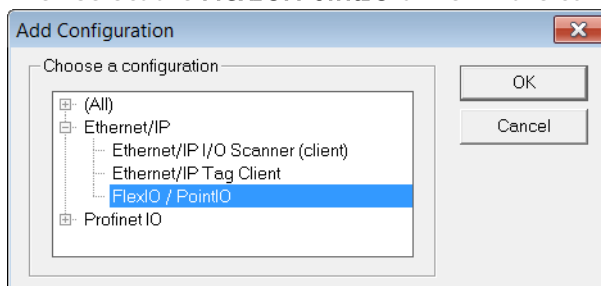 Add Configuration
Choose a configuration
OK
Cancel
(All)
Ethernet/IP
Ethernet/IP I/O Scanner (client)
Ethernet/IP Tag Client
FlexIO / PointIO
Profinet IO